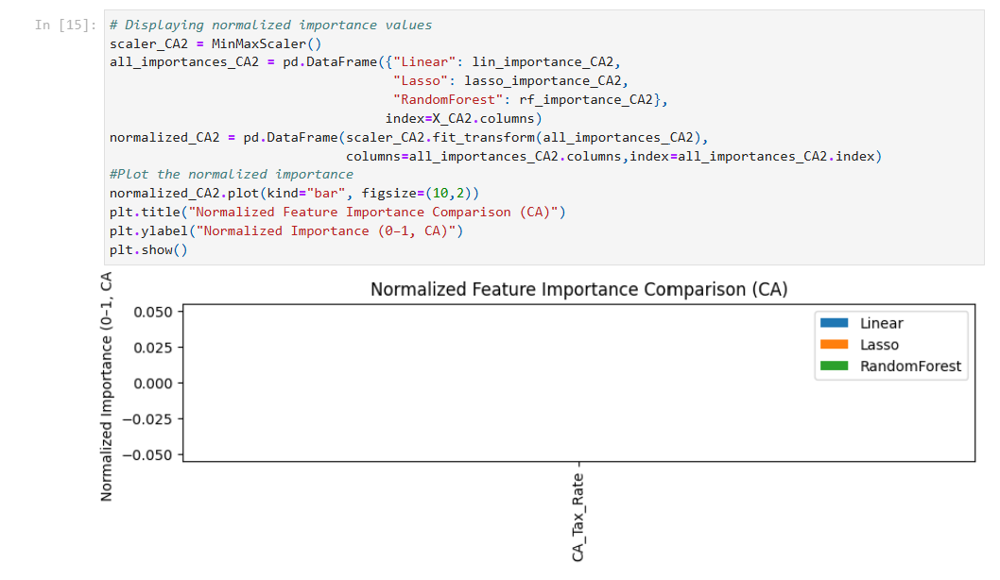 In [15]:
# Displaying normalized importance values
scaler_CA2 = MinMaxScaler()
all_importances_CA2 = pd.DataFrame({"Linear": lin_importance_CA2,
"Lasso": lasso_importance_CA2,
"RandomForest": rf_importance_CA2},
index=X_CA2.columns)
normalized_CA2 = pd.DataFrame(scaler_CA2.fit_transform(all_importances_CA2),
columns=all_importances_CA2.columns,index=all_importances_CA2.index)
#Plot the normalized importance
normalized_CA2.plot(kind="bar", figsize=(10,2))
plt.title("Normalized Feature Importance Comparison (CA)")
plt.ylabel("Normalized Importance (0–1, CA)")
plt.show()
Normalized Feature Importance Comparison (CA)
Normalized Importance (0–1, CA
0.050
0.025
0.000
−0.025
−0.050
Linear
Lasso
RandomForest
CA_Tax_Rate